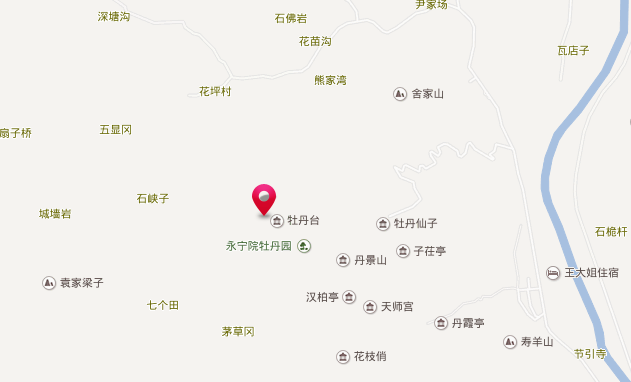 尹家场
深塘沟
石佛岩
花苗沟
瓦店子
熊家湾
花坪村
舍家山
五显冈
扇子桥
石峡子
城墙岩
牡丹台
牡丹仙子
石桅杆
永宁院牡丹园
子茌亭
丹景山
王大姐住宿
袁家梁子
汉柏亭
七个田
天师宫
丹霞亭
茅草冈
寿羊山
节引寺
花枝俏